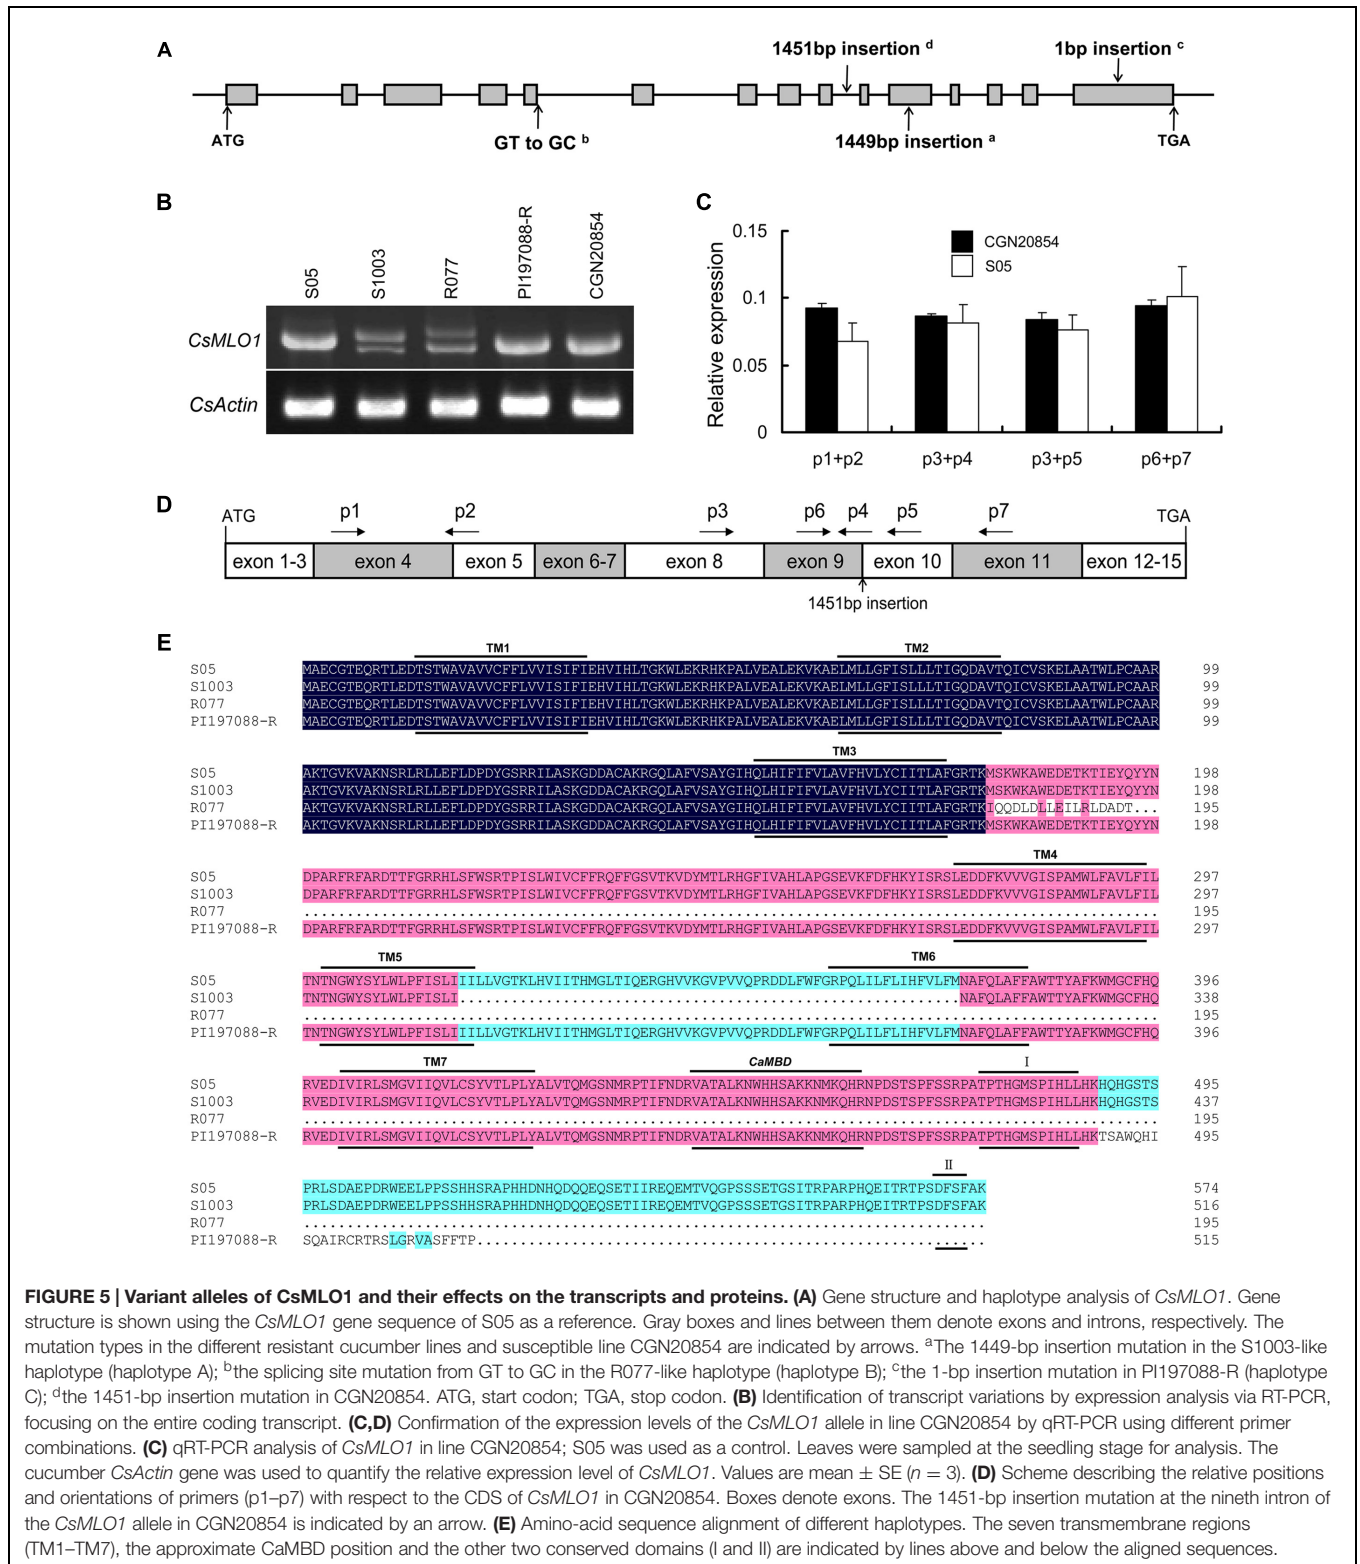 A
1451bp insertion d
1bp insertion c
ATG
GT to GC b
1449bp insertion a
TGA
B
S05
S1003
R077
PI197088-R
CGN20854
CsMLO1
CsActin
C
0.15
0.1
0.05
0
Relative expression
CGN20854
S05
p1+p2
p3+p4
p3+p5
p6+p7
D
ATG
p1
p2
p3
p6
p4
p5
p7
TGA
exon 1-3
exon 4
exon 5
exon 6-7
exon 8
exon 9
exon 10
exon 11
exon 12-15
1451bp insertion
E
TM1 TM2
S05 MAECGTEQRTLEDTSTWAVAVVCFFLVVISIFIEHVIHLTGKWLEKRHKPALVEALEKVKAELMLLGFISLLLTIGQDAVTQICVSKELAATWLPCAAR 99
S1003 MAECGTEQRTLEDTSTWAVAVVCFFLVVISIFIEHVIHLTGKWLEKRHKPALVEALEKVKAELMLLGFISLLLTIGQDAVTQICVSKELAATWLPCAAR 99
R077 MAECGTEQRTLEDTSTWAVAVVCFFLVVISIFIEHVIHLTGKWLEKRHKPALVEALEKVKAELMLLGFISLLLTIGQDAVTQICVSKELAATWLPCAAR 99
PI197088-R MAECGTEQRTLEDTSTWAVAVVCFFLVVISIFIEHVIHLTGKWLEKRHKPALVEALEKVKAELMLLGFISLLLTIGQDAVTQICVSKELAATWLPCAAR 99
TM3
S05 AKTGVKVAKNSRLRLLEFLDPDYGSRRILASKGDDACAKRGQLAFVSAYGIHQLHIFIFVLAVFHVLYCIITLAFGRTKMSKWKAWEDETKTIEYQYYN 198
S1003 AKTGVKVAKNSRLRLLEFLDPDYGSRRILASKGDDACAKRGQLAFVSAYGIHQLHIFIFVLAVFHVLYCIITLAFGRTKMSKWKAWEDETKTIEYQYYN 198
R077 AKTGVKVAKNSRLRLLEFLDPDYGSRRILASKGDDACAKRGQLAFVSAYGIHQLHIFIFVLAVFHVLYCIITLAFGRTKIQQDLDLLEILRLDADT... 195
PI197088-R AKTGVKVAKNSRLRLLEFLDPDYGSRRILASKGDDACAKRGQLAFVSAYGIHQLHIFIFVLAVFHVLYCIITLAFGRTKMSKWKAWEDETKTIEYQYYN 198
TM4
S05 DPARFRFARDTTFGRRHLSFWSRTPISLWIVCFFRQFFGSVTKVDYMTLRHGFIVAHLAPGSEVKFDFHKYISRSLEDDFKVVVGISPAMWLFAVLFIL 297
S1003 DPARFRFARDTTFGRRHLSFWSRTPISLWIVCFFRQFFGSVTKVDYMTLRHGFIVAHLAPGSEVKFDFHKYISRSLEDDFKVVVGISPAMWLFAVLFIL 297
R077 ................................................................................................... 195
PI197088-R DPARFRFARDTTFGRRHLSFWSRTPISLWIVCFFRQFFGSVTKVDYMTLRHGFIVAHLAPGSEVKFDFHKYISRSLEDDFKVVVGISPAMWLFAVLFIL 297
TM5 TM6
S05 TNTNGWYSYLWLPFISLIIILLVGTKLHVIITHMGLTIQERGHVVKGVPVVQPRDDLFWFGRPQLILFLIHFVLFMNAFQLAFFAWTTYAFKWMGCFHQ 396
S1003 TNTNGWYSYLWLPFISLI..........................................................NAFQLAFFAWTTYAFKWMGCFHQ 338
R077 ................................................................................................... 195
PI197088-R TNTNGWYSYLWLPFISLIIILLVGTKLHVIITHMGLTIQERGHVVKGVPVVQPRDDLFWFGRPQLILFLIHFVLFMNAFQLAFFAWTTYAFKWMGCFHQ 396
TM7 CaMBD I
S05 RVEDIVIRLSMGVIIQVLCSYVTLPLYALVTQMGSNMRPTIFNDRVATALKNWHHSAKKNMKQHRNPDSTSPFSSRPATPTHGMSPIHLLHKHQHGSTS 495
S1003 RVEDIVIRLSMGVIIQVLCSYVTLPLYALVTQMGSNMRPTIFNDRVATALKNWHHSAKKNMKQHRNPDSTSPFSSRPATPTHGMSPIHLLHKHQHGSTS 437
R077 ................................................................................................... 195
PI197088-R RVEDIVIRLSMGVIIQVLCSYVTLPLYALVTQMGSNMRPTIFNDRVATALKNWHHSAKKNMKQHRNPDSTSPFSSRPATPTHGMSPIHLLHKTSAWQHI 495
II
S05 PRLSDAEPDRWEELPPSSHHSRAPHHDNHQDQQEQSETIIREQEMTVQGPSSSETGSITRPARPHQEITRTPSDFSFAK 574
S1003 PRLSDAEPDRWEELPPSSHHSRAPHHDNHQDQQEQSETIIREQEMTVQGPSSSETGSITRPARPHQEITRTPSDFSFAK 516
R077 ............................................................................... 195
PI197088-R SQAIRCRTRSLGRVASFFTP........................................................... 515
FIGURE 5 | Variant alleles of CsMLO1 and their effects on the transcripts and proteins. (A) Gene structure and haplotype analysis of CsMLO1. Gene
structure is shown using the CsMLO1 gene sequence of S05 as a reference. Gray boxes and lines between them denote exons and introns, respectively. The
mutation types in the different resistant cucumber lines and susceptible line CGN20854 are indicated by arrows. aThe 1449-bp insertion mutation in the S1003-like
haplotype (haplotype A); bthe splicing site mutation from GT to GC in the R077-like haplotype (haplotype B); cthe 1-bp insertion mutation in PI197088-R (haplotype
C); dthe 1451-bp insertion mutation in CGN20854. ATG, start codon; TGA, stop codon. (B) Identification of transcript variations by expression analysis via RT-PCR,
focusing on the entire coding transcript. (C,D) Confirmation of the expression levels of the CsMLO1 allele in line CGN20854 by qRT-PCR using different primer
combinations. (C) qRT-PCR analysis of CsMLO1 in line CGN20854; S05 was used as a control. Leaves were sampled at the seedling stage for analysis. The
cucumber CsActin gene was used to quantify the relative expression level of CsMLO1. Values are mean ± SE (n = 3). (D) Scheme describing the relative positions
and orientations of primers (p1–p7) with respect to the CDS of CsMLO1 in CGN20854. Boxes denote exons. The 1451-bp insertion mutation at the nineth intron of
the CsMLO1 allele in CGN20854 is indicated by an arrow. (E) Amino-acid sequence alignment of different haplotypes. The seven transmembrane regions
(TM1–TM7), the approximate CaMBD position and the other two conserved domains (I and II) are indicated by lines above and below the aligned sequences.